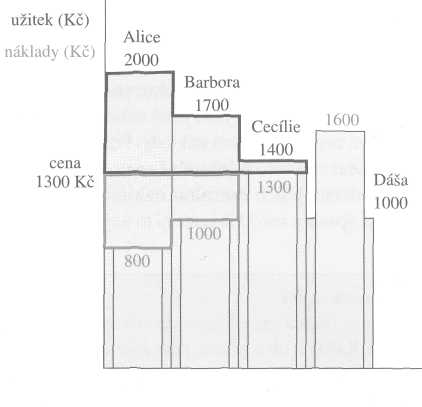 užitek (Kč)
náklady (Kč)
Alice
2000
Barbora
1700
Cecílie
1400
1600
cena
1300 Kč
1300
Dáša
1000
1000
800